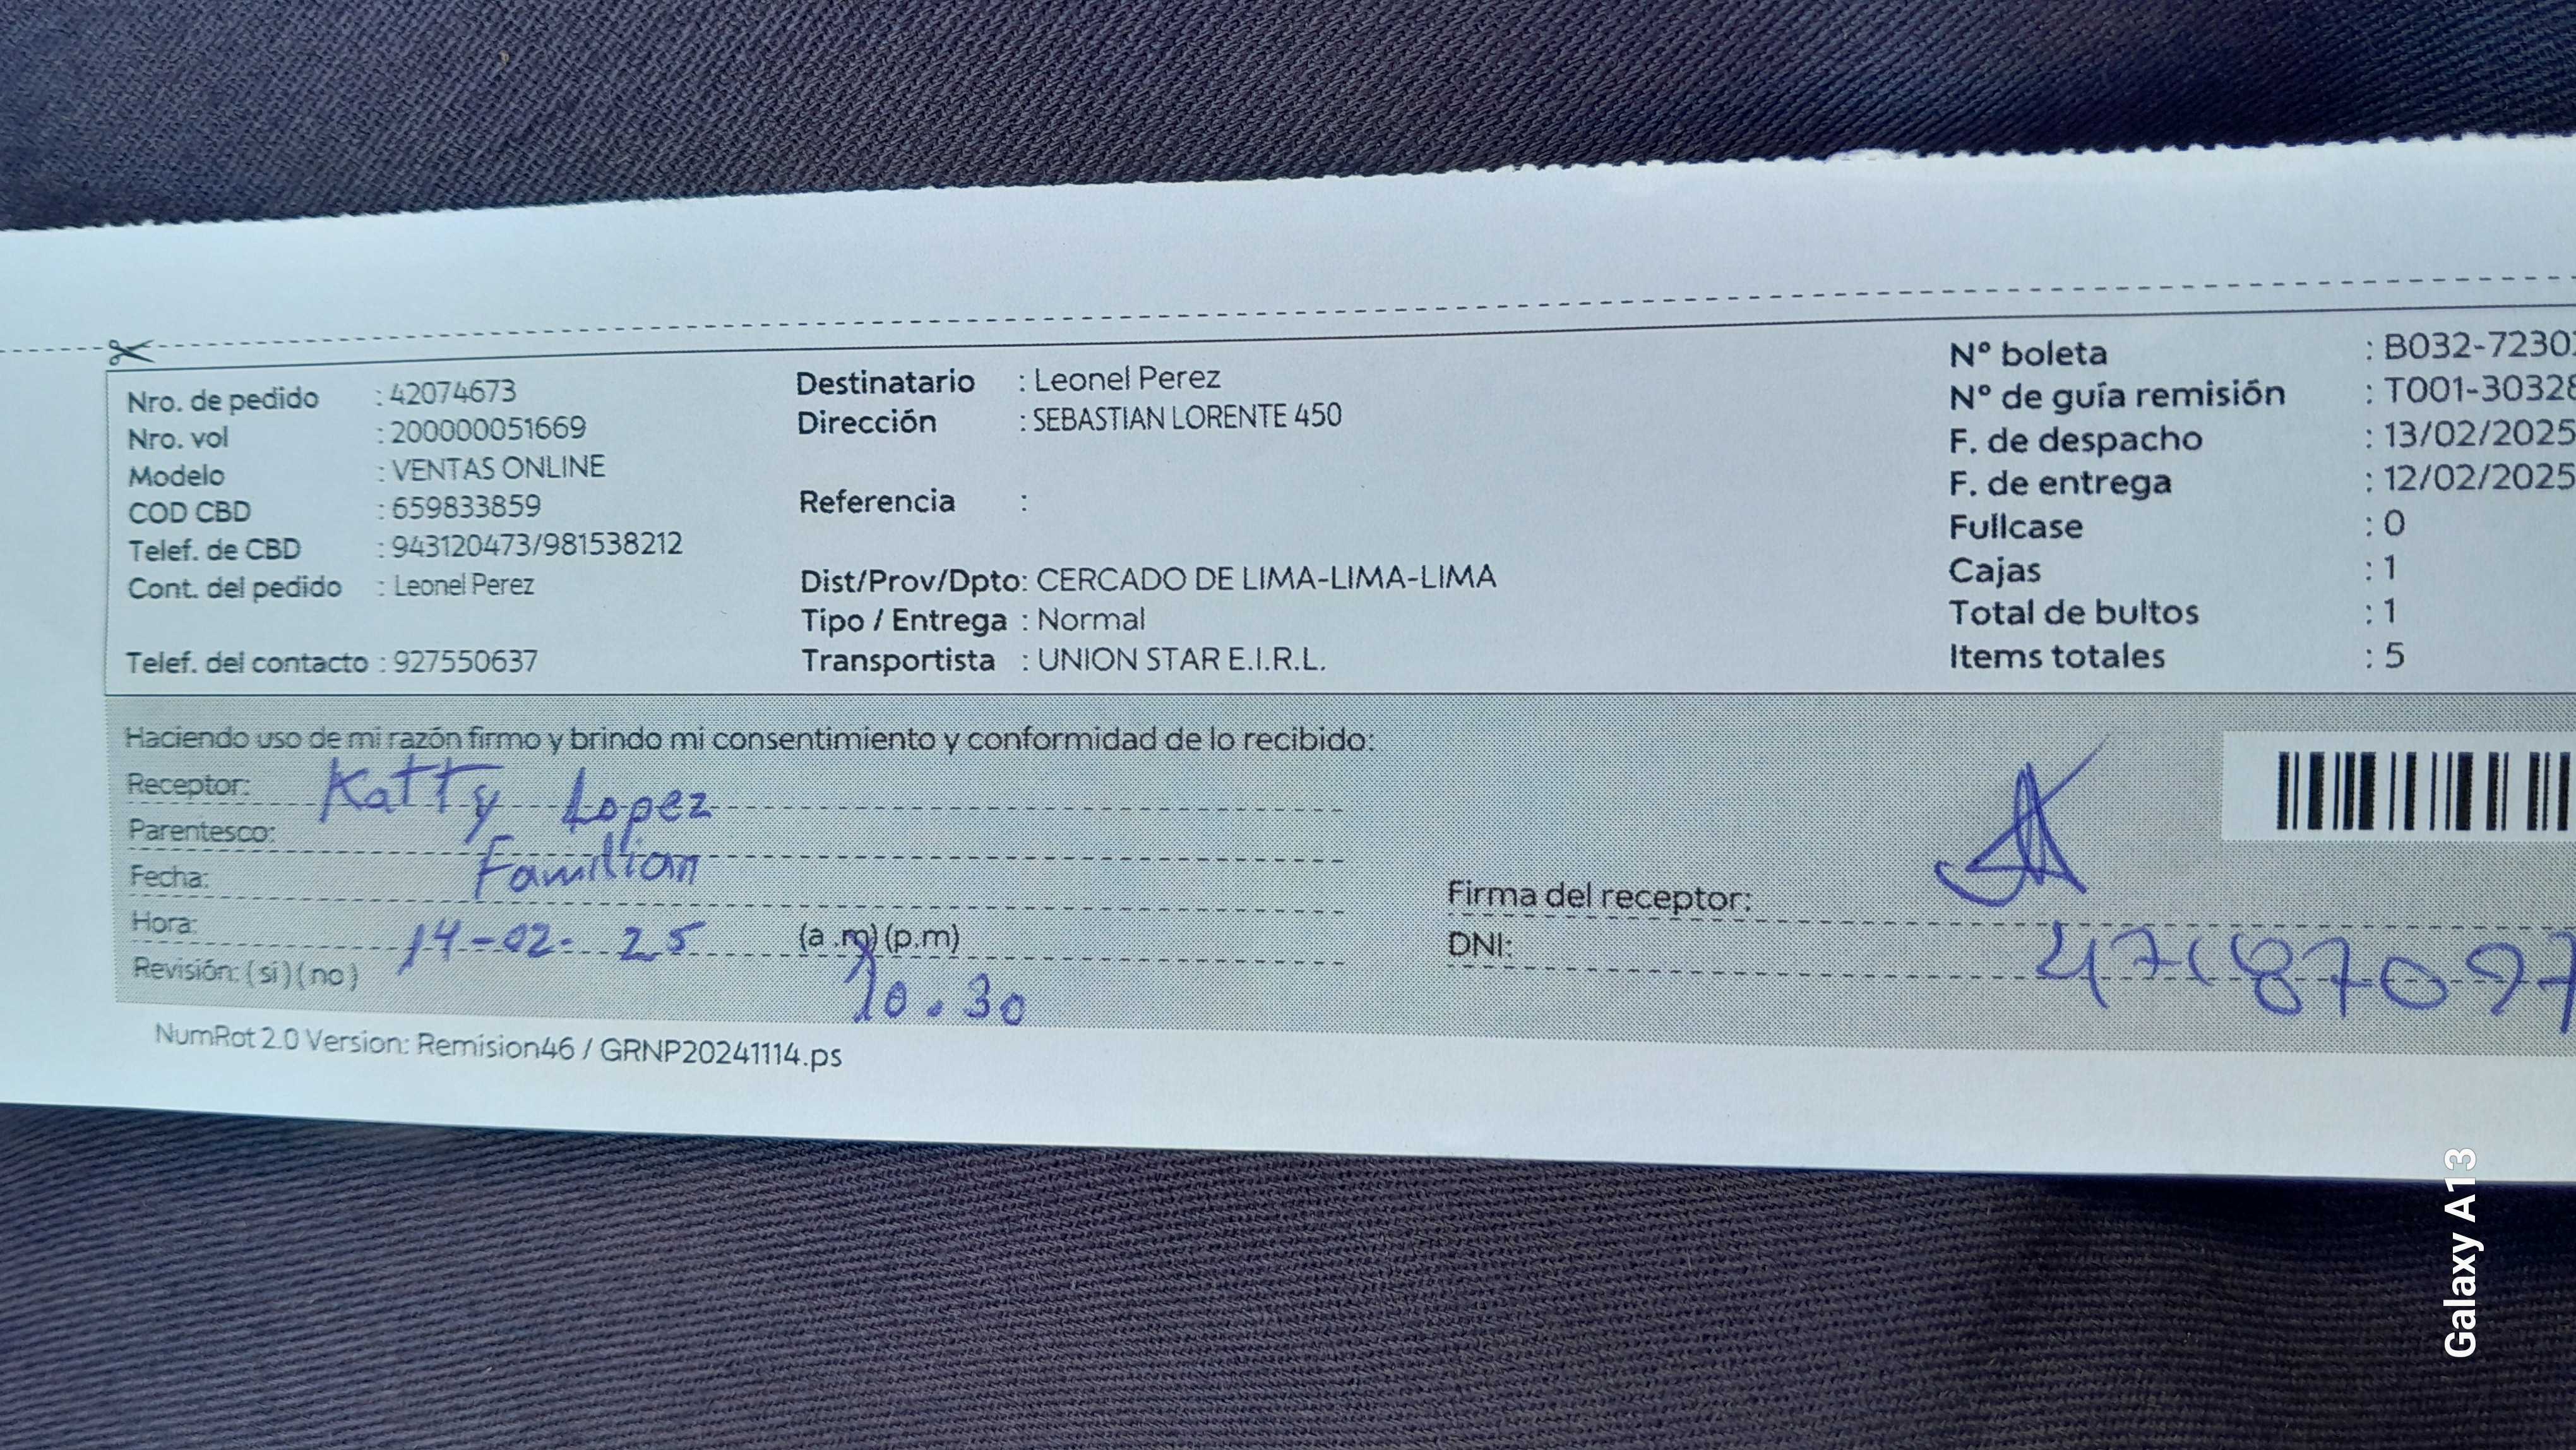 Nro. de pedido : 42074673
Nro. vol : 200000051669
Modelo : VENTAS ONLINE
COD CBD : 659833859
Telef. de CBD : 943120473/981538212
Cont. del pedido : Leonel Perez
Telef. del contacto : 927550637
Destinatario : Leonel Perez
Dirección : SEBASTIAN LORENTE 450
Referencia :
Dist/Prov/Dpto: CERCADO DE LIMA-LIMA-LIMA
Tipo / Entrega : Normal
Transportista : UNION STAR E.I.R.L.
Nº boleta : B032-7230
Nº de guía remisión : T001-30328
F. de despacho : 13/02/2025
F. de entrega : 12/02/2025
Fullcase : 0
Cajas : 1
Total de bultos : 1
Items totales : 5
Haciendo uso de mi razón firmo y brindo mi consentimiento y conformidad de lo recibido:
Receptor: Katty Lopez
Parentesco: Familiar
Fecha: 14-02-25
Hora: (a.m) (p.m) 10.30
Revisión: (si) (no)
Firma del receptor:
DNI: 47187097
NumRot 2.0 Version: Remision46 / GRNP20241114.ps
Galaxy A13